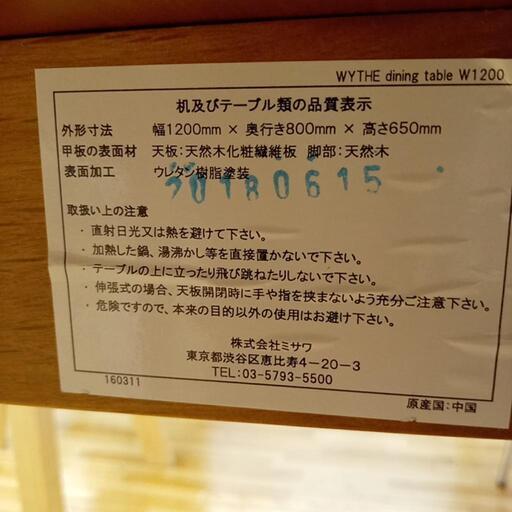 WYTHE dining table W1200
机及びテーブル類の品質表示
外形寸法 幅1200mm × 奥行き800mm × 高さ650mm
甲板の表面材 天板:天然木化粧繊維板 脚部:天然木
表面加工 ウレタン樹脂塗装
20180615
取扱い上の注意
・直射日光又は熱を避けて下さい。
・加熱した鍋、湯沸かし等を直接置かないで下さい。
・テーブルの上に立ったり飛び跳ねたりしないで下さい。
・伸張式の場合、天板開閉時に手や指を挟まないよう充分ご注意下さい。
・危険ですので、本来の目的以外の使用はお避け下さい。
株式会社ミサワ
東京都渋谷区恵比寿4-20-3
TEL:03-5793-5500
160311
原産国:中国